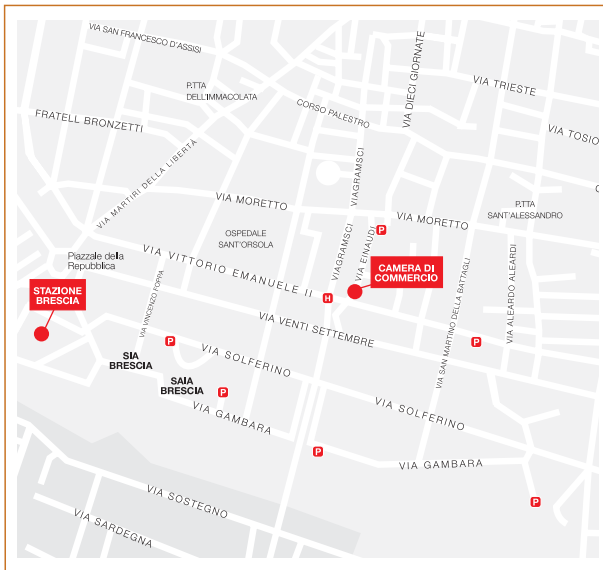 VIA SAN FRANCESCO D'ASSISI
P.TTA
DELL'IMMACOLATA
VIA DIECI GIORNATE
VIA TRIESTE
CORSO PALESTRO
FRATELL BRONZETTI
VIA TOSIO
VIA MARTIRI DELLA LIBERTÀ
VIAGRAMSCI
VIA MORETTO
P.TTA
SANT'ALESSANDRO
VIA MORETTO
OSPEDALE
SANT'ORSOLA
VIAGRAMSCI
VIA EINAUDI
P
Piazzale della
Repubblica
VIA VITTORIO EMANUELE II
CAMERA DI
COMMERCIO
VIA ALEARDO ALEARDI
STAZIONE
BRESCIA
VIA VINCENZO FOPPA
H
VIA SAN MARTINO DELLA BATTAGLI
VIA VENTI SETTEMBRE
P
P
SIA
BRESCIA
VIA SOLFERINO
SAIA
BRESCIA
P
VIA SOLFERINO
VIA GAMBARA
P
VIA GAMBARA
VIA SOSTEGNO
P
VIA SARDEGNA